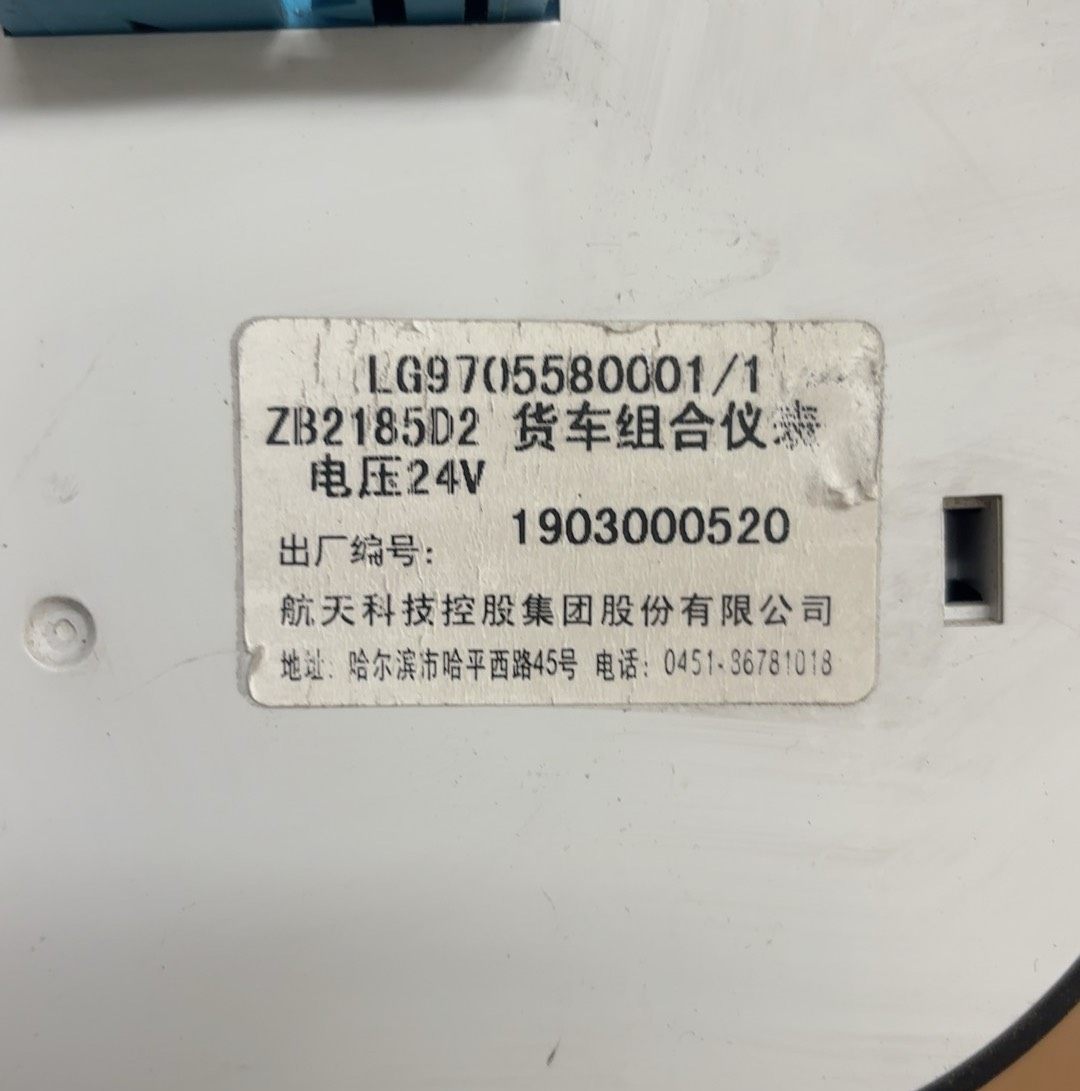 LG9705580001/1
ZB2185D2 货车组合仪表
电压24V
出厂编号: 1903000520
航天科技控股集团股份有限公司
地址: 哈尔滨市哈平西路45号 电话: 0451-86781018